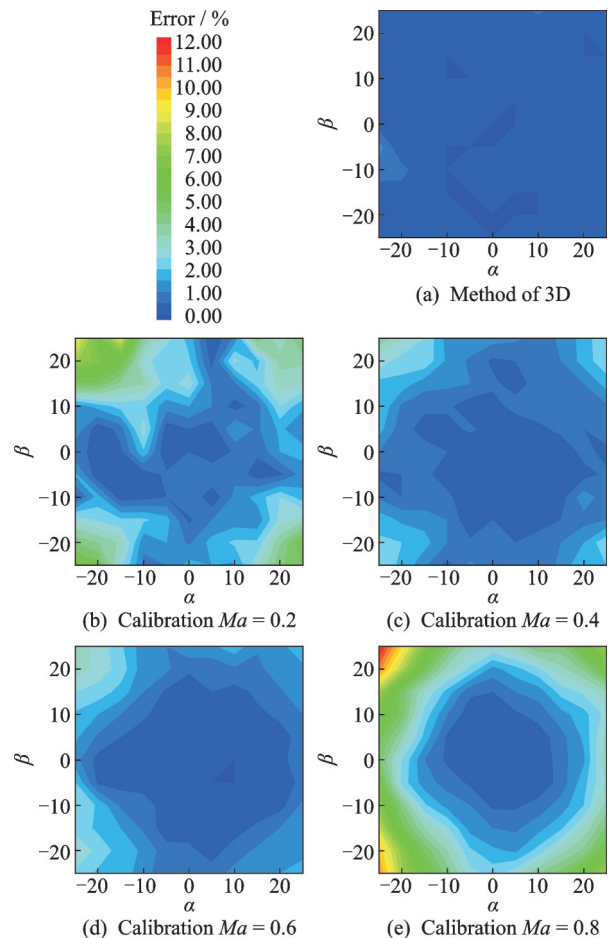 Error / %
12.00
11.00
10.00
9.00
8.00
7.00
6.00
5.00
4.00
3.00
2.00
1.00
0.00
20
10
0
−10
−20
β
−20 −10 0 10 20
α
(a) Method of 3D
20
10
0
−10
−20
β
−20 −10 0 10 20
α
(b) Calibration Ma = 0.2
20
10
0
−10
−20
β
−20 −10 0 10 20
α
(c) Calibration Ma = 0.4
20
10
0
−10
−20
β
−20 −10 0 10 20
α
(d) Calibration Ma = 0.6
20
10
0
−10
−20
β
−20 −10 0 10 20
α
(e) Calibration Ma = 0.8